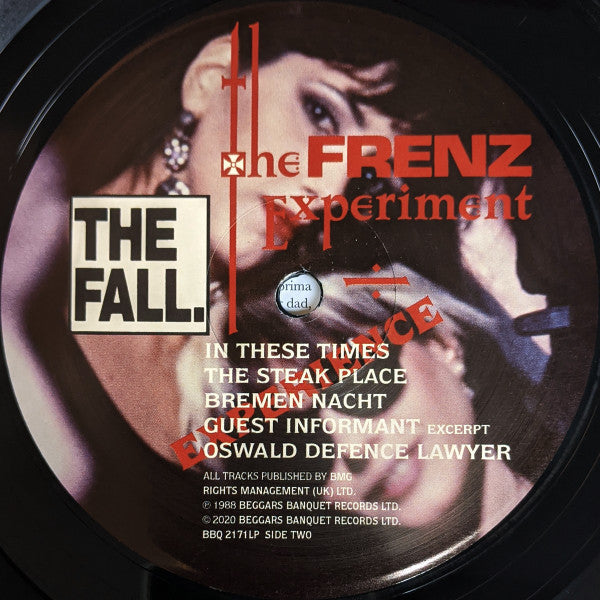 the FRENZ
Experiment
THE
FALL.
÷
EXPERIENCE
prima
dad,
IN THESE TIMES
THE STEAK PLACE
BREMEN NACHT
GUEST INFORMANT EXCERPT
OSWALD DEFENCE LAWYER
ALL TRACKS PUBLISHED BY BMG
RIGHTS MANAGEMENT (UK) LTD.
℗ 1988 BEGGARS BANQUET RECORDS LTD.
© 2020 BEGGARS BANQUET RECORDS LTD.
BBQ 2171LP SIDE TWO